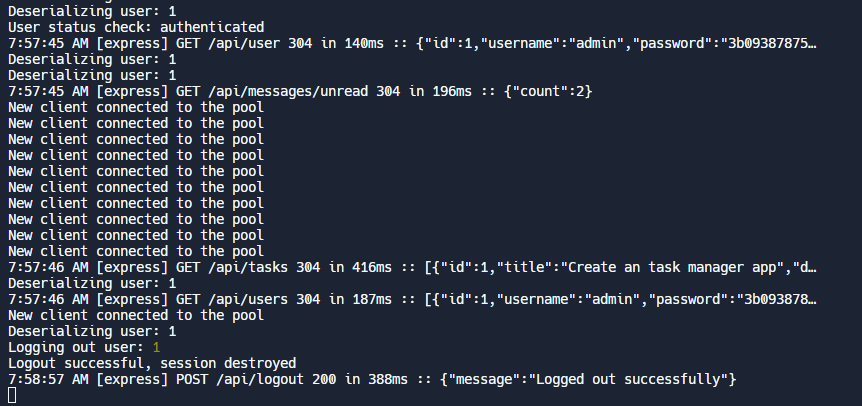 Deserializing user: 1
User status check: authenticated
7:57:45 AM [express] GET /api/user 304 in 140ms :: {"id":1,"username":"admin","password":"3b09387875…
Deserializing user: 1
Deserializing user: 1
7:57:45 AM [express] GET /api/messages/unread 304 in 196ms :: {"count":2}
New client connected to the pool
New client connected to the pool
New client connected to the pool
New client connected to the pool
New client connected to the pool
New client connected to the pool
New client connected to the pool
New client connected to the pool
New client connected to the pool
New client connected to the pool
7:57:46 AM [express] GET /api/tasks 304 in 416ms :: [{"id":1,"title":"Create an task manager app","d…
Deserializing user: 1
7:57:46 AM [express] GET /api/users 304 in 187ms :: [{"id":1,"username":"admin","password":"3b093878…
New client connected to the pool
Deserializing user: 1
Logging out user: 1
Logout successful, session destroyed
7:58:57 AM [express] POST /api/logout 200 in 388ms :: {"message":"Logged out successfully"}